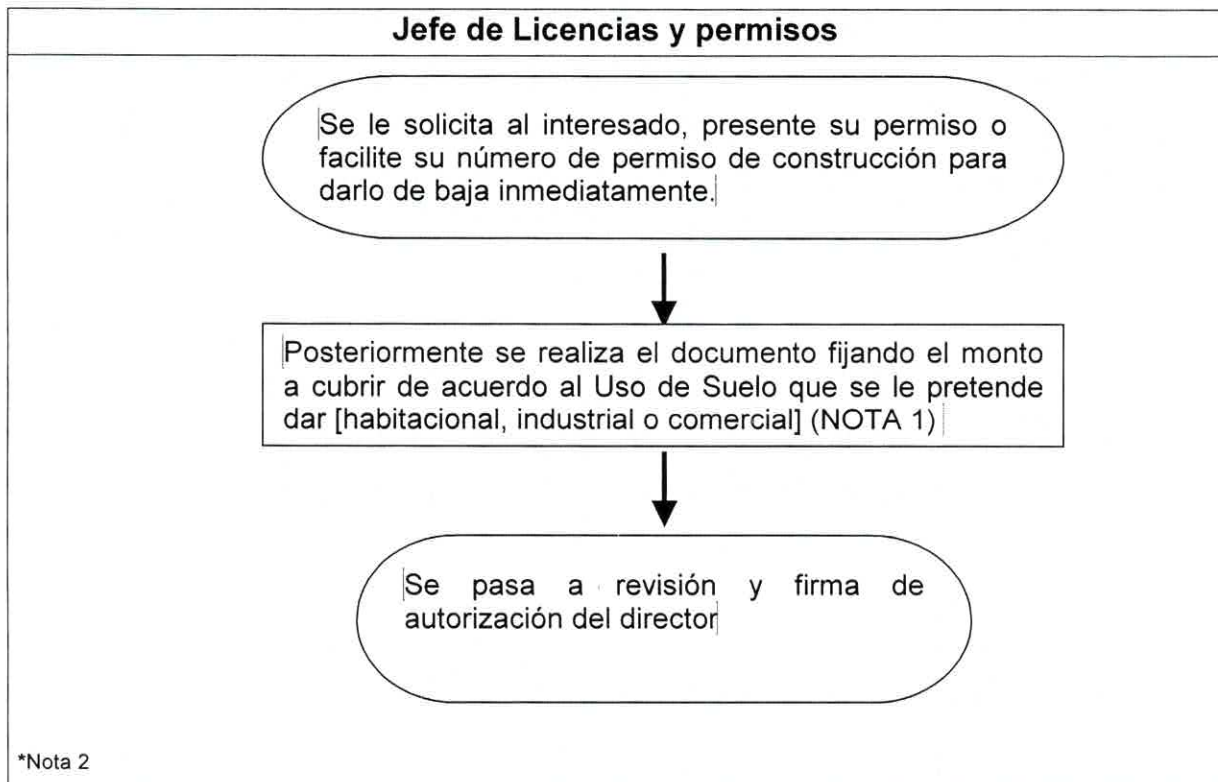 Jefe de Licencias y permisos
Se le solicita al interesado, presente su permiso o
facilite su número de permiso de construcción para
darlo de baja inmediatamente.
Posteriormente se realiza el documento fijando el monto
a cubrir de acuerdo al Uso de Suelo que se le pretende
dar [habitacional, industrial o comercial] (NOTA 1)
Se pasa a revisión y firma de
autorización del director
*Nota 2